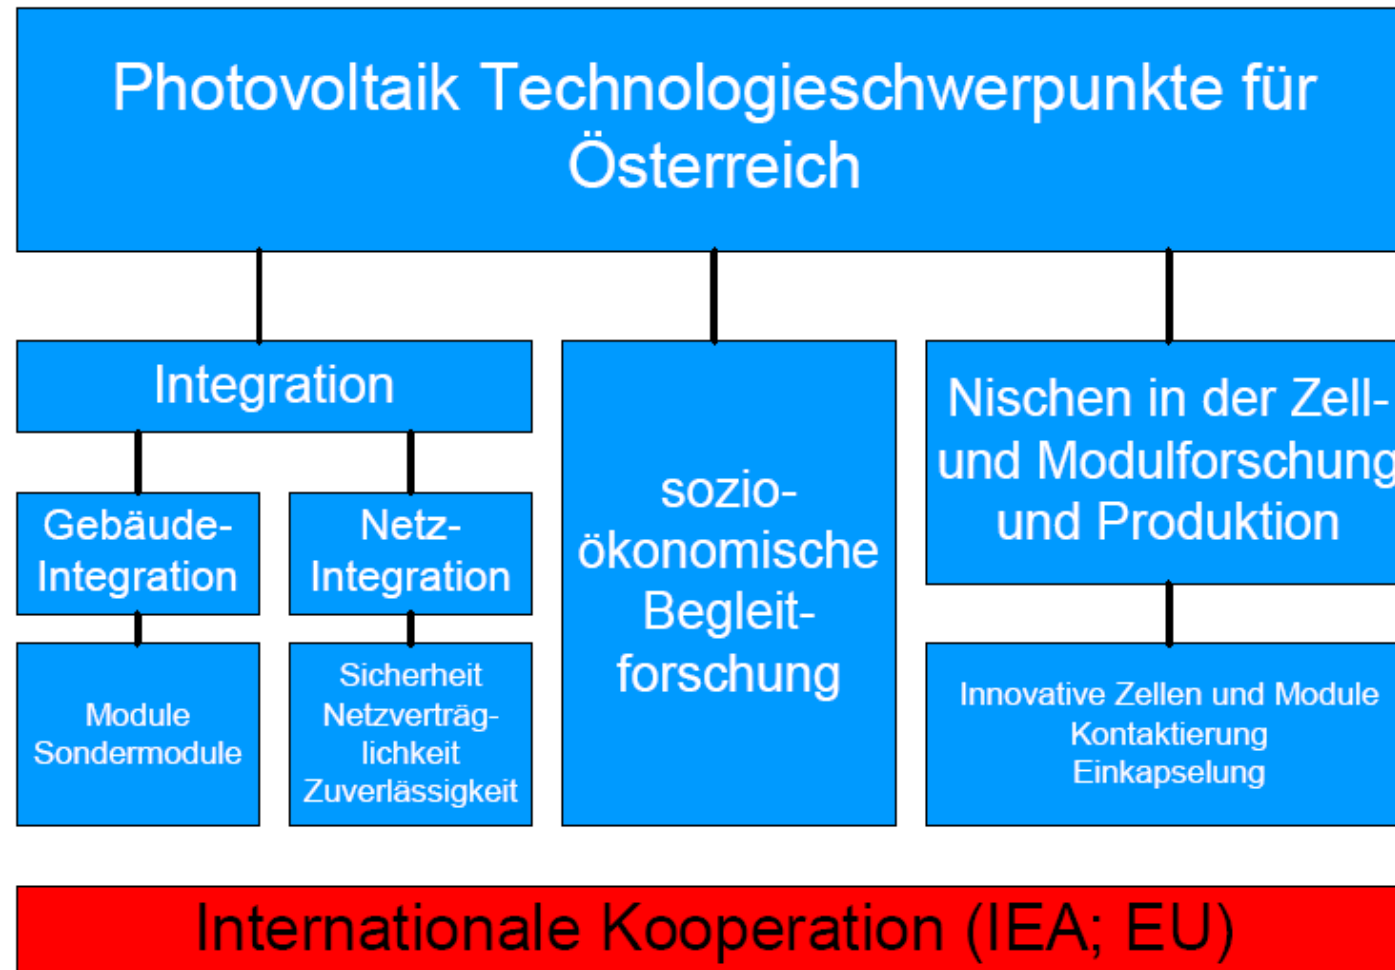 Photovoltaik Technologieschwerpunkte für
Österreich
Integration
Gebäude-
Integration
Netz-
Integration
Module
Sondermodule
Sicherheit
Netzverträg-
lichkeit
Zuverlässigkeit
sozio-
ökonomische
Begleit-
forschung
Nischen in der Zell-
und Modulforschung
und Produktion
Innovative Zellen und Module
Kontaktierung
Einkapselung
Internationale Kooperation (IEA; EU)